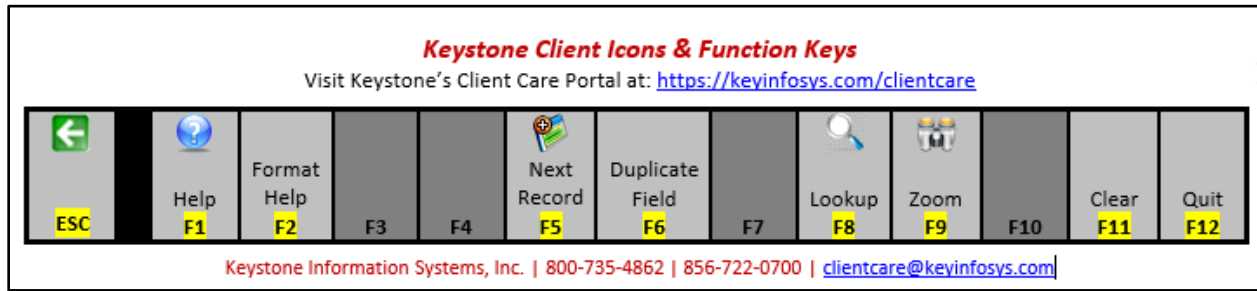 Keystone Client Icons & Function Keys
Visit Keystone's Client Care Portal at: https://keyinfosys.com/clientcare
ESC
Help
F1
Format
Help
F2
F3
F4
Next
Record
F5
Duplicate
Field
F6
F7
Lookup
F8
Zoom
F9
F10
Clear
F11
Quit
F12
Keystone Information Systems, Inc. | 800-735-4862 | 856-722-0700 | clientcare@keyinfosys.com